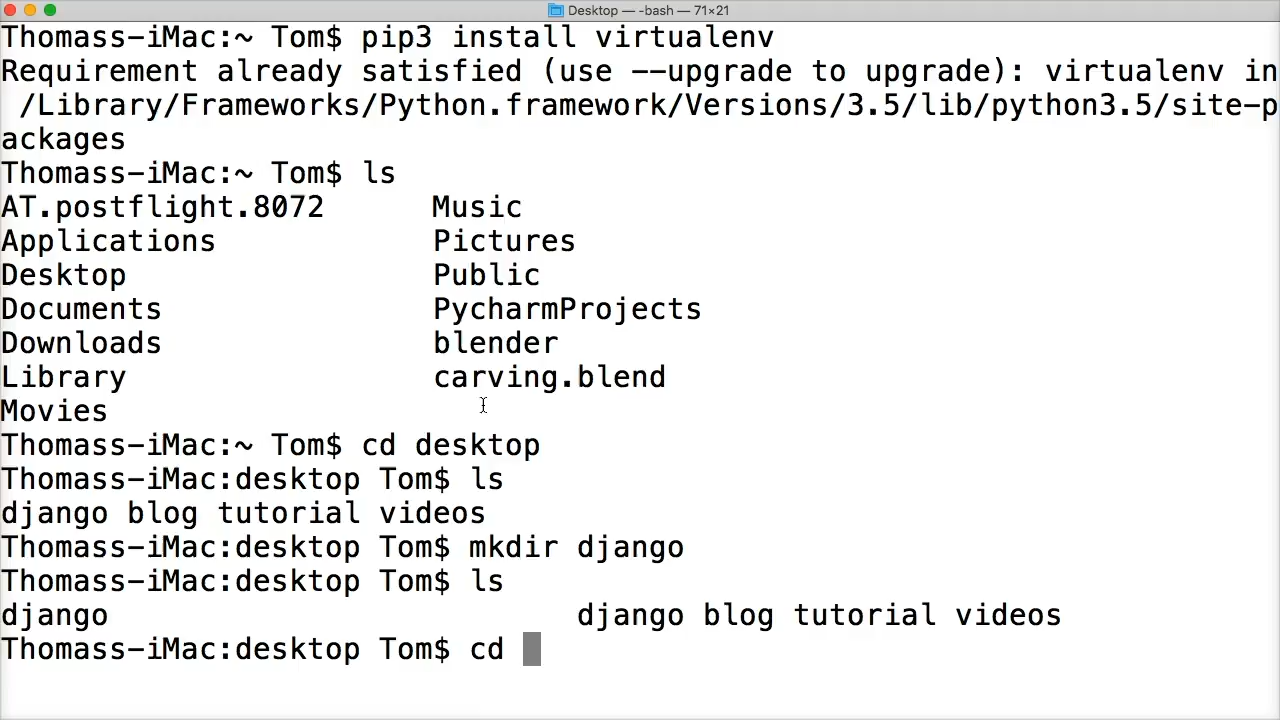 Desktop — -bash — 71×21
Thomass-iMac:~ Tom$ pip3 install virtualenv
Requirement already satisfied (use --upgrade to upgrade): virtualenv in
/Library/Frameworks/Python.framework/Versions/3.5/lib/python3.5/site-p
ackages
Thomass-iMac:~ Tom$ ls
AT.postflight.8072 Music
Applications Pictures
Desktop Public
Documents PycharmProjects
Downloads blender
Library carving.blend
Movies
Thomass-iMac:~ Tom$ cd desktop
Thomass-iMac:desktop Tom$ ls
django blog tutorial videos
Thomass-iMac:desktop Tom$ mkdir django
Thomass-iMac:desktop Tom$ ls
django django blog tutorial videos
Thomass-iMac:desktop Tom$ cd